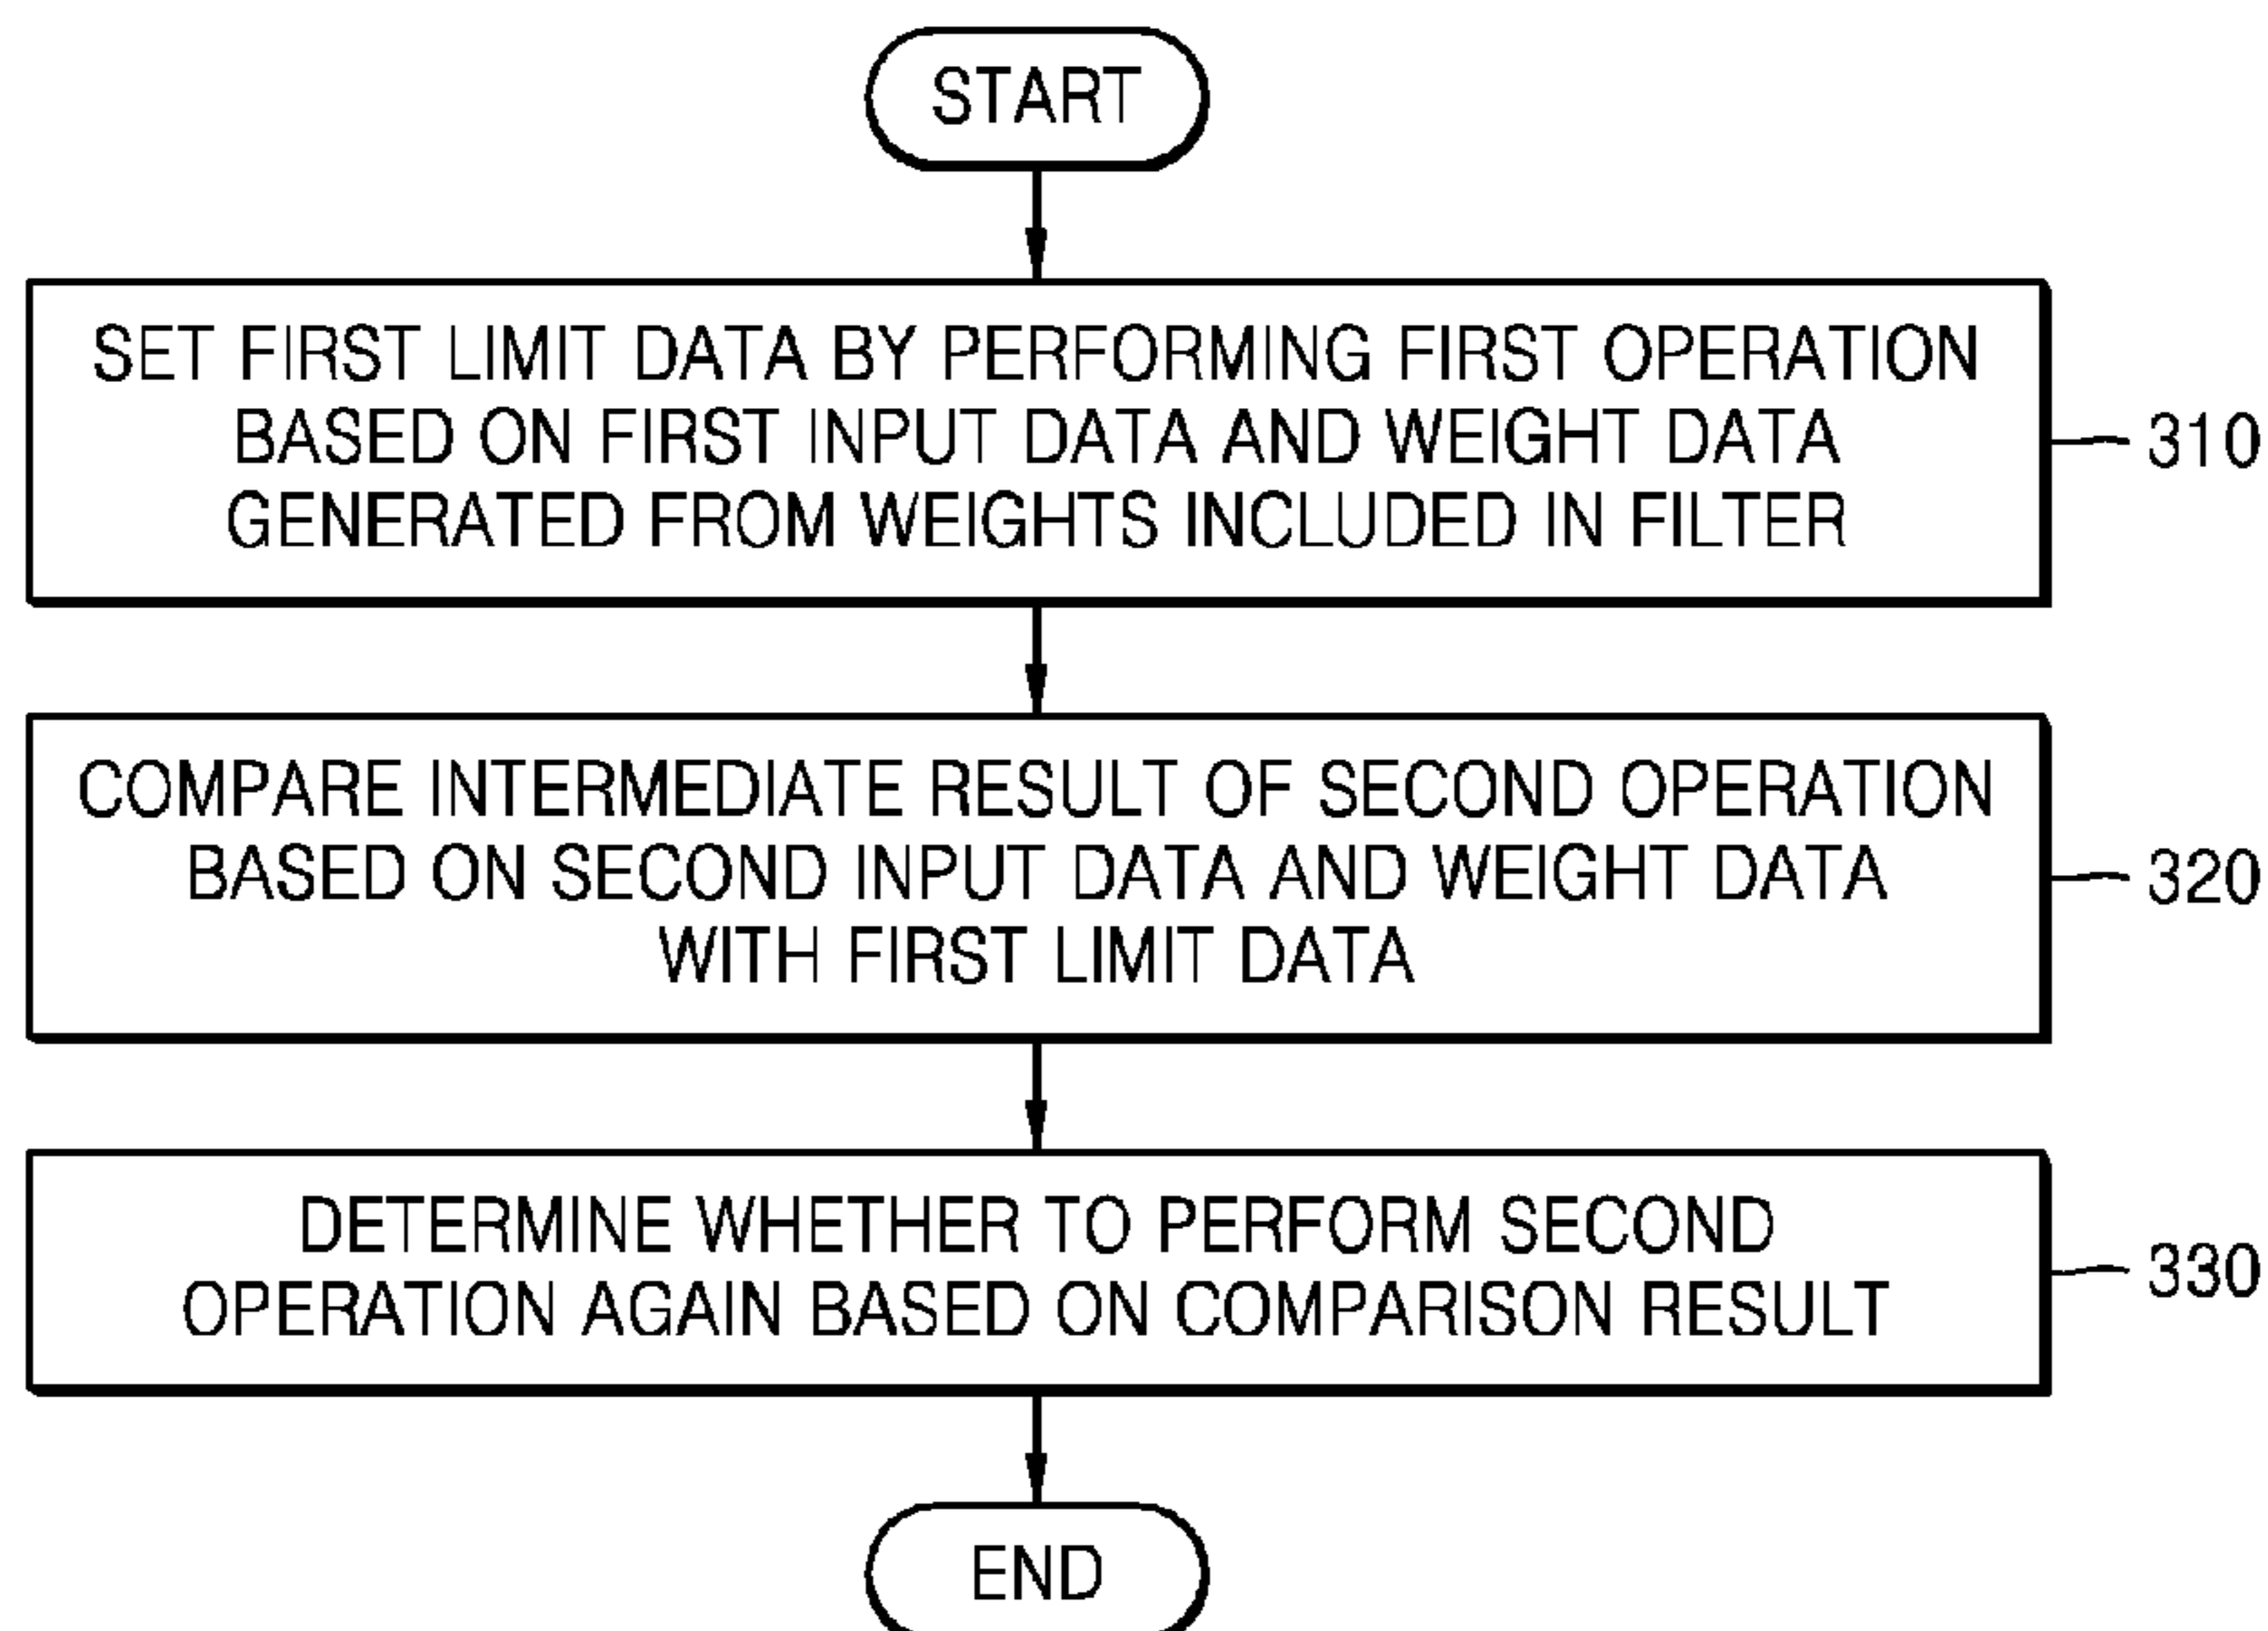 START
SET FIRST LIMIT DATA BY PERFORMING FIRST OPERATION
BASED ON FIRST INPUT DATA AND WEIGHT DATA
GENERATED FROM WEIGHTS INCLUDED IN FILTER
310
COMPARE INTERMEDIATE RESULT OF SECOND OPERATION
BASED ON SECOND INPUT DATA AND WEIGHT DATA
WITH FIRST LIMIT DATA
320
DETERMINE WHETHER TO PERFORM SECOND
OPERATION AGAIN BASED ON COMPARISON RESULT
330
END